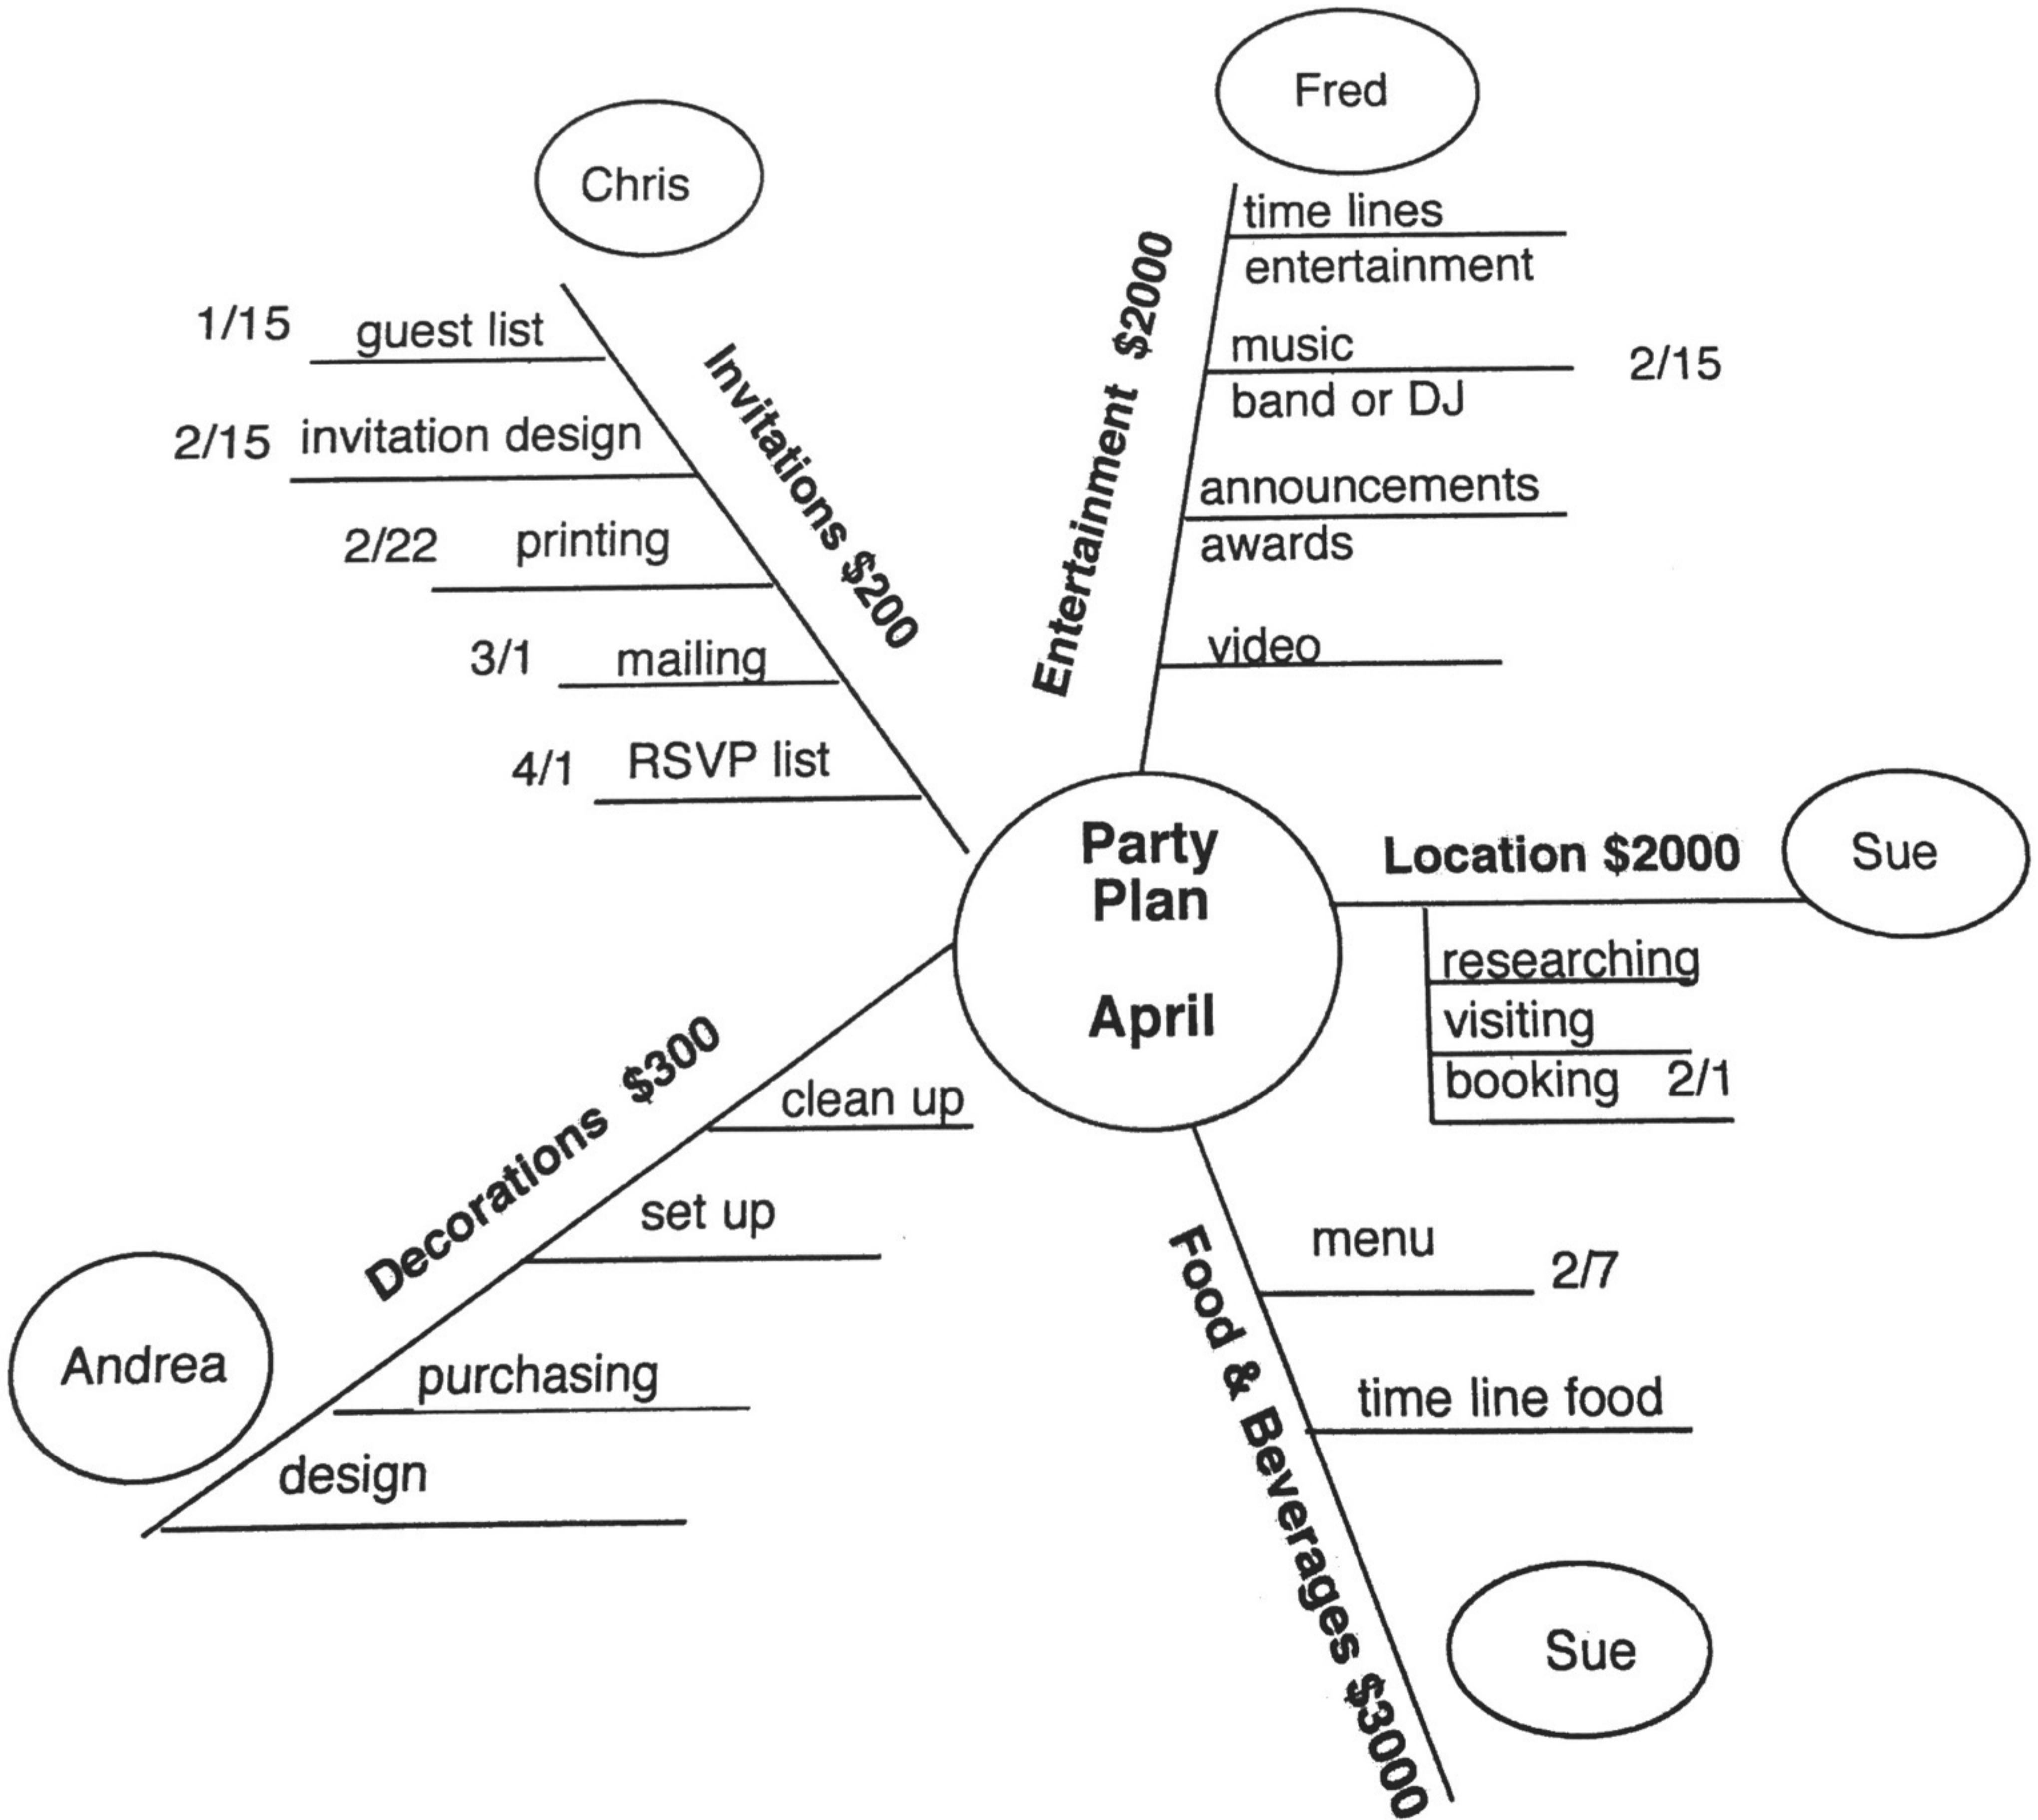 Fred
time lines
entertainment
music
2/15
band or DJ
announcements
awards
video
Entertainment $2000
Chris
1/15 guest list
2/15 invitation design
2/22 printing
3/1 mailing
4/1 RSVP list
Invitations $200
Party
Plan
April
Location $2000
Sue
researching
visiting
booking 2/1
Decorations $300
clean up
set up
purchasing
design
Andrea
Food & Beverages $3000
menu
2/7
time line food
Sue